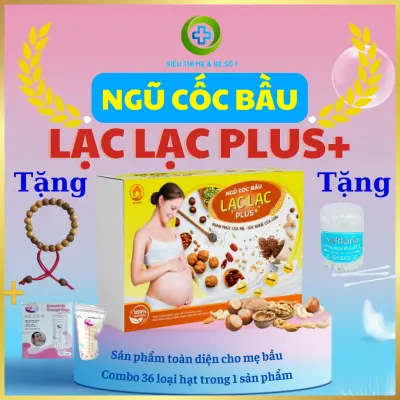 SIÊU THỊ MẸ & BÉ SỐ 1
NGŨ CỐC BẦU
LẠC LẠC PLUS+
Tặng
Tặng
NGŨ CỐC BẦU
LẠC LẠC
PLUS+
+
Sản phẩm toàn diện cho mẹ bầu
Combo 36 loại hạt trong 1 sản phẩm